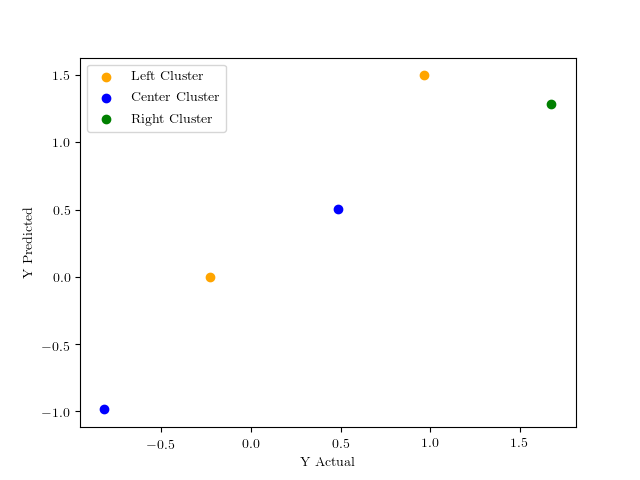 Left Cluster
Center Cluster
Right Cluster
1.5
1.0
0.5
0.0
−0.5
−1.0
Y Predicted
−0.5 0.0 0.5 1.0 1.5
Y Actual